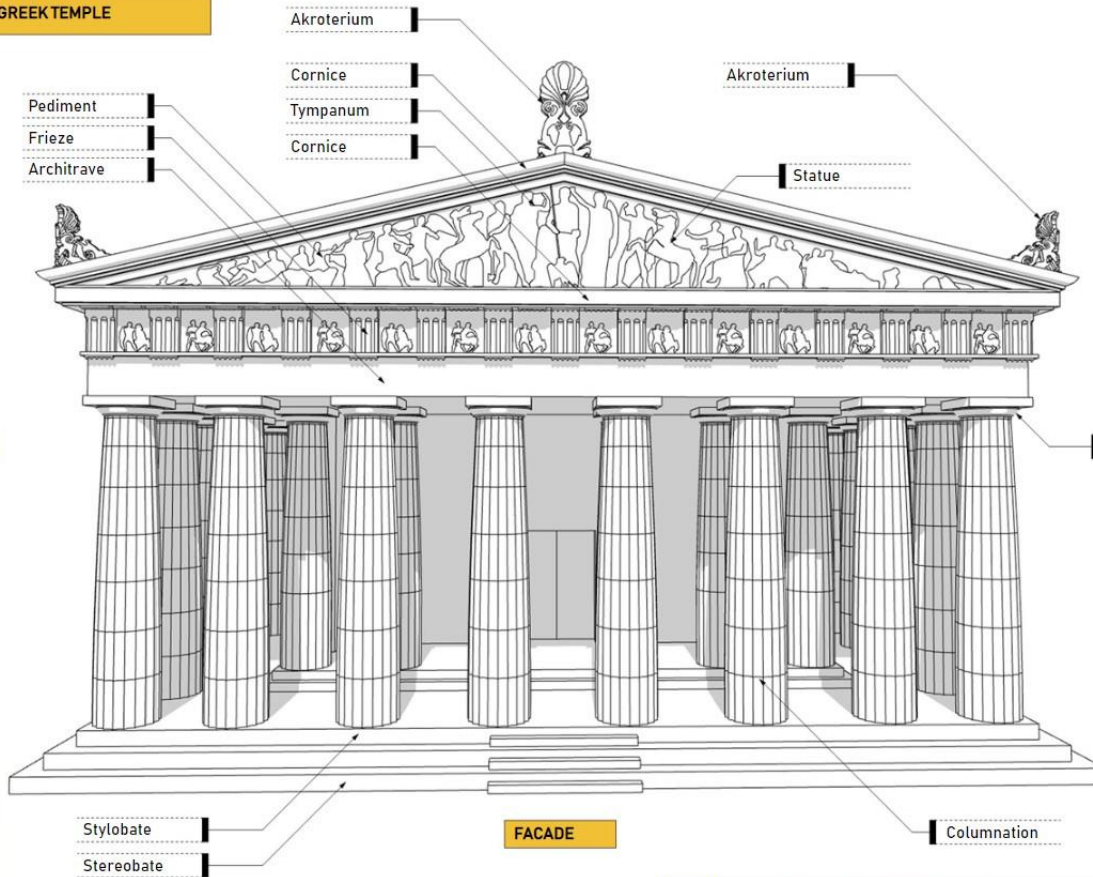 GREEK TEMPLE
Akroterium
Cornice
Akroterium
Pediment
Tympanum
Frieze
Cornice
Architrave
Statue
Stylobate
FACADE
Columnation
Stereobate